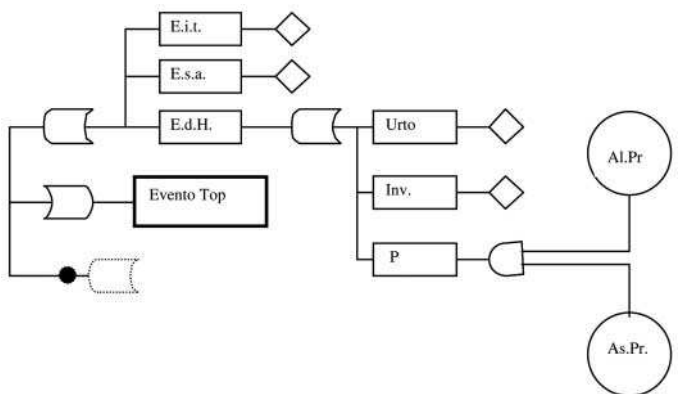 E.i.t.
E.s.a.
E.d.H.
Urto
Al.Pr
Evento Top
Inv.
P
As.Pr.